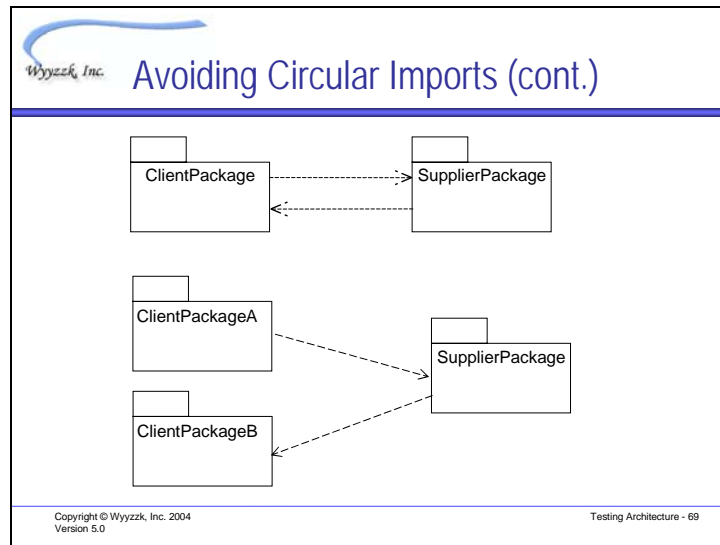 Wyyzzk, Inc.
Avoiding Circular Imports (cont.)
ClientPackage
SupplierPackage
ClientPackageA
SupplierPackage
ClientPackageB
Copyright © Wyyzzk, Inc. 2004
Version 5.0
Testing Architecture - 69